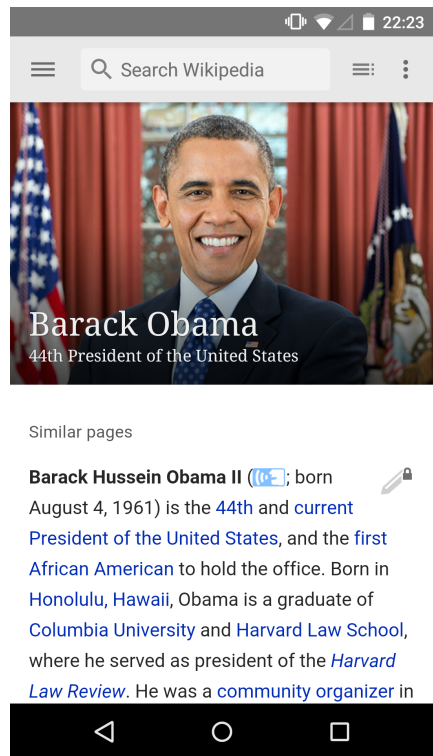 22:23
Search Wikipedia
Barack Obama
44th President of the United States
Similar pages
Barack Hussein Obama II (; born
August 4, 1961) is the 44th and current
President of the United States, and the first
African American to hold the office. Born in
Honolulu, Hawaii, Obama is a graduate of
Columbia University and Harvard Law School,
where he served as president of the Harvard
Law Review. He was a community organizer in